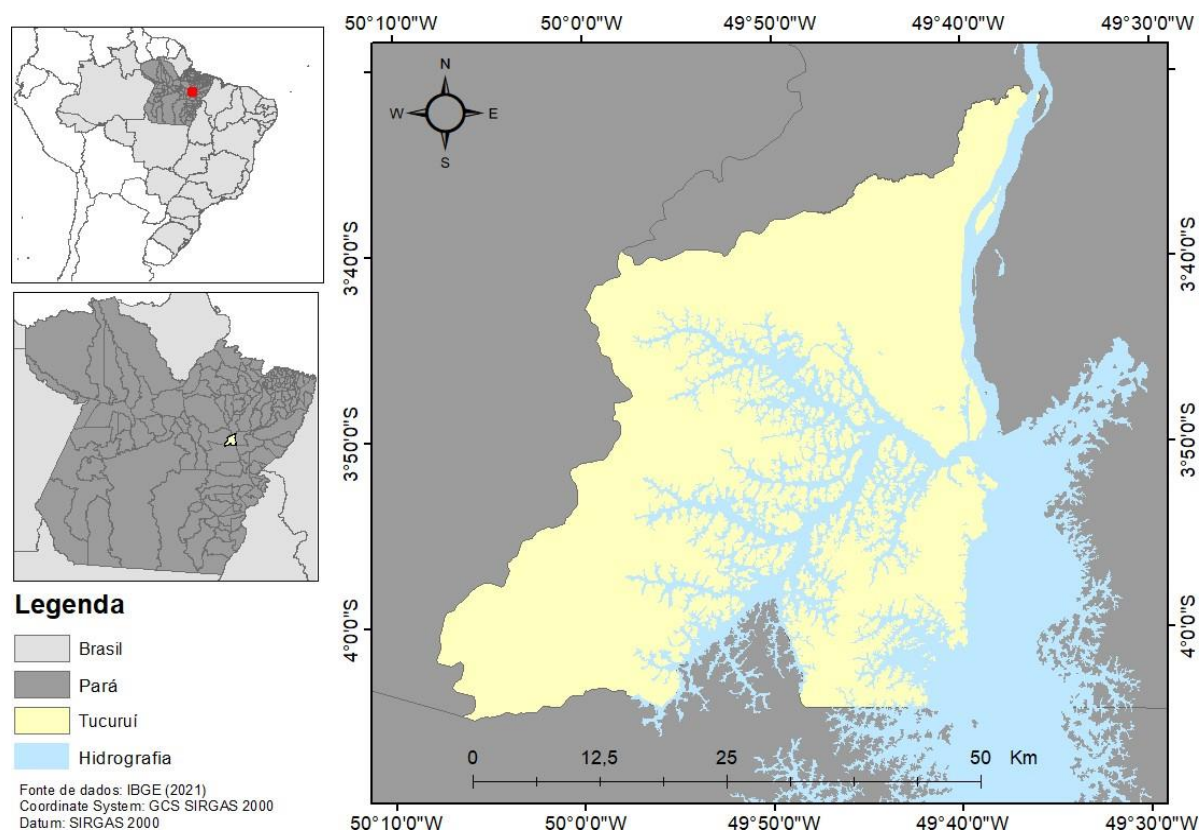 50°10'0"W 50°0'0"W 49°50'0"W 49°40'0"W 49°30'0"W
N
W E
S
3°40'0"S 3°40'0"S
3°50'0"S 3°50'0"S
4°0'0"S 4°0'0"S
Legenda
Brasil
Pará
Tucuruí
Hidrografia
Fonte de dados: IBGE (2021)
Coordinate System: GCS SIRGAS 2000
Datum: SIRGAS 2000
0 12,5 25 50 Km
50°10'0"W 50°0'0"W 49°50'0"W 49°40'0"W 49°30'0"W